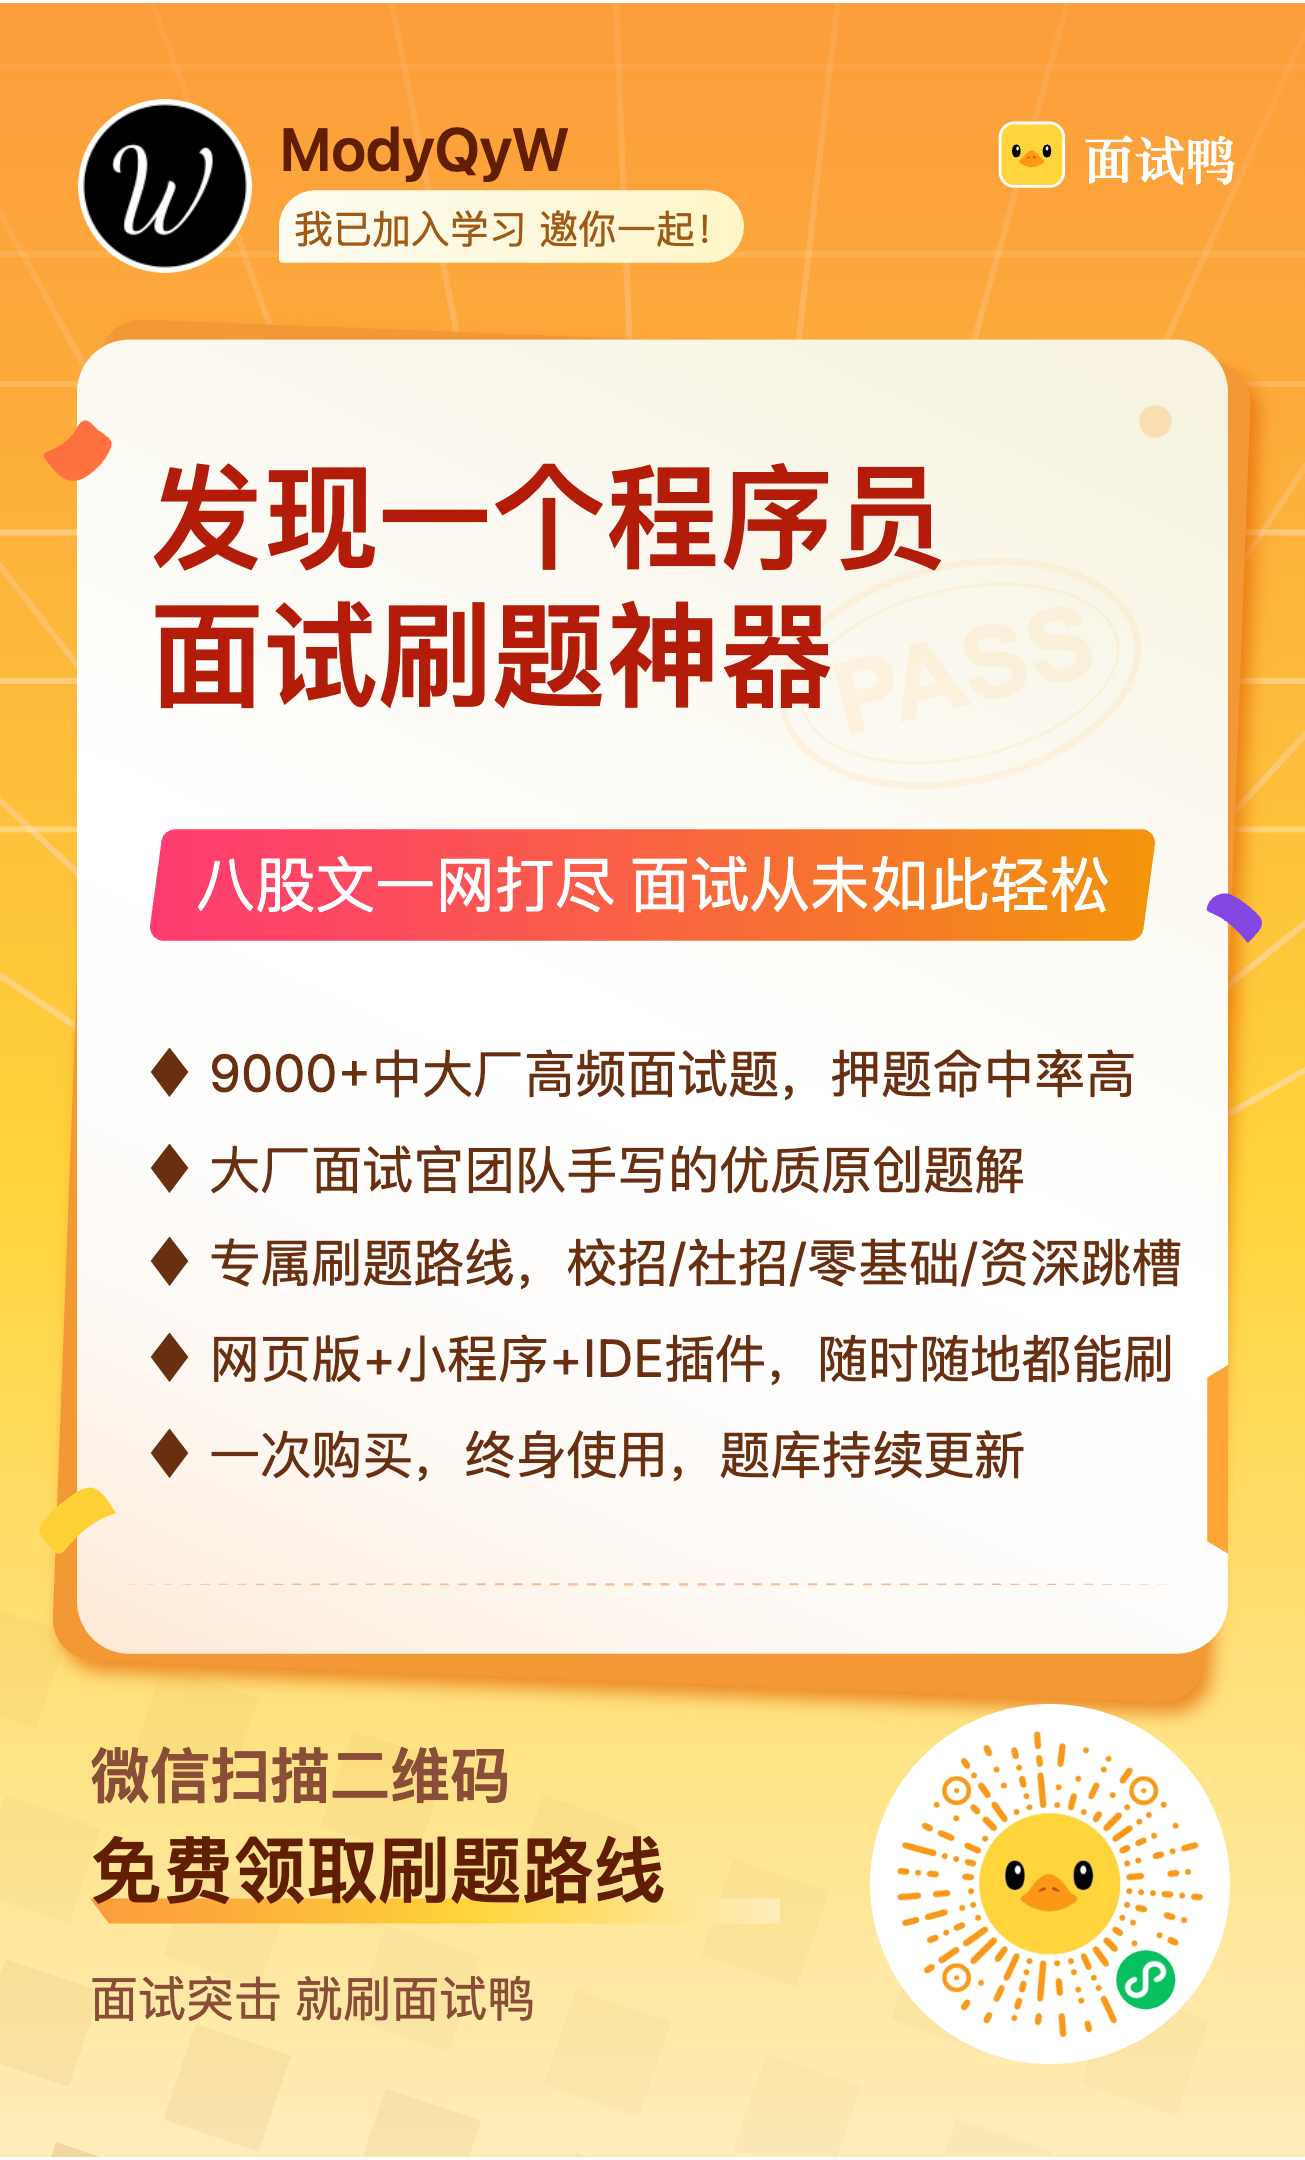 W
ModyQyW
我已加入学习 邀你一起！
面试鸭
发现一个程序员
面试刷题神器
PASS
八股文一网打尽 面试从未如此轻松
9000+中大厂高频面试题，押题命中率高
大厂面试官团队手写的优质原创题解
专属刷题路线，校招/社招/零基础/资深跳槽
网页版+小程序+IDE插件，随时随地都能刷
一次购买，终身使用，题库持续更新
微信扫描二维码
免费领取刷题路线
面试突击 就刷面试鸭